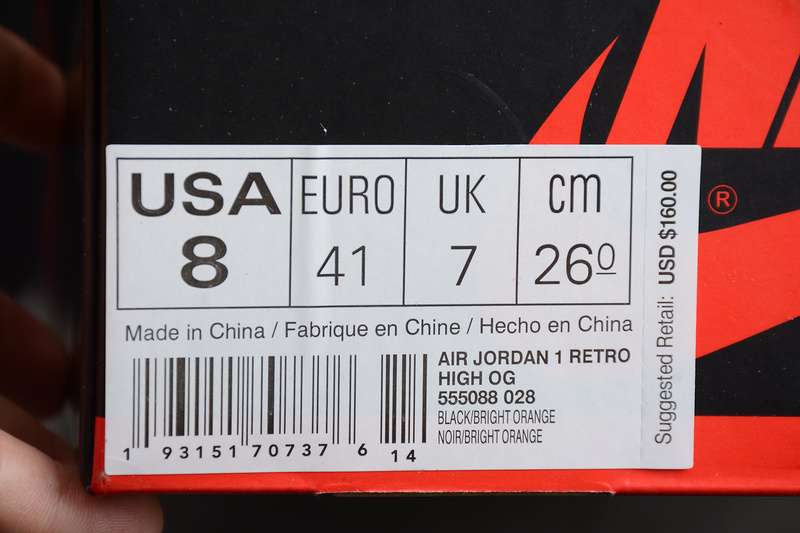 USA EURO UK cm
8 41 7 260
Made in China / Fabrique en Chine / Hecho en China
AIR JORDAN 1 RETRO
HIGH OG
555088 028
BLACK/BRIGHT ORANGE
NOIR/BRIGHT ORANGE
1 93151 70737 6 14
Suggested Retail: USD $160.00
®